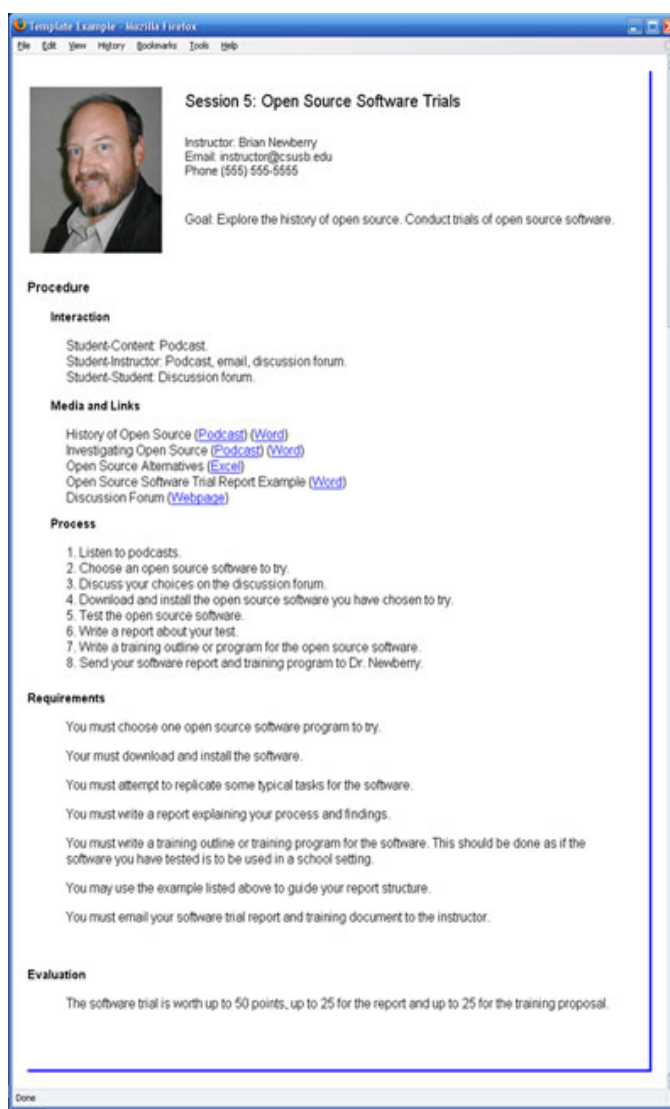 Template Example - Mozilla Firefox
File Edit View History Bookmarks Tools Help
Session 5: Open Source Software Trials
Instructor: Brian Newberry
Email: instructor@csusb.edu
Phone (555) 555-5555
Goal: Explore the history of open source. Conduct trials of open source software.
Procedure
Interaction
Student-Content: Podcast.
Student-Instructor: Podcast, email, discussion forum.
Student-Student: Discussion forum.
Media and Links
History of Open Source (Podcast) (Word)
Investigating Open Source (Podcast) (Word)
Open Source Alternatives (Excel)
Open Source Software Trial Report Example (Word)
Discussion Forum (Webpage)
Process
1. Listen to podcasts.
2. Choose an open source software to try.
3. Discuss your choices on the discussion forum.
4. Download and install the open source software you have chosen to try.
5. Test the open source software.
6. Write a report about your test.
7. Write a training outline or program for the open source software.
8. Send your software report and training program to Dr. Newberry.
Requirements
You must choose one open source software program to try.
Your must download and install the software.
You must attempt to replicate some typical tasks for the software.
You must write a report explaining your process and findings.
You must write a training outline or training program for the software. This should be done as if the
software you have tested is to be used in a school setting.
You may use the example listed above to guide your report structure.
You must email your software trial report and training document to the instructor.
Evaluation
The software trial is worth up to 50 points, up to 25 for the report and up to 25 for the training proposal.
Done